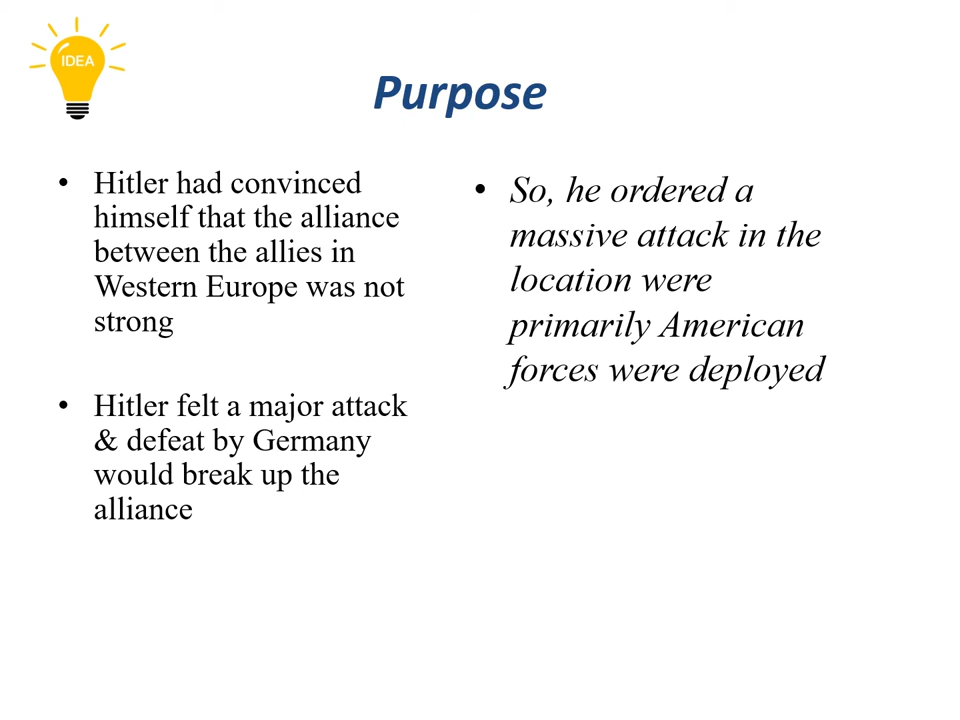 IDEA
Purpose
• Hitler had convinced
himself that the alliance
between the allies in
Western Europe was not
strong
• Hitler felt a major attack
& defeat by Germany
would break up the
alliance
• So, he ordered a
massive attack in the
location were
primarily American
forces were deployed